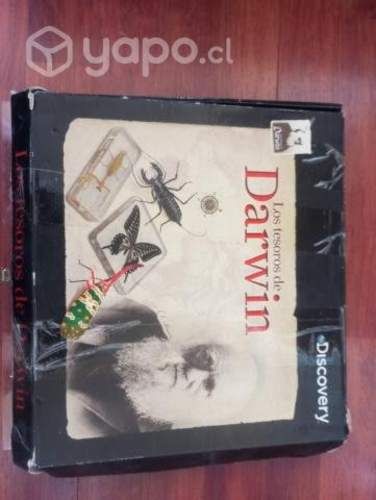 yapo.cl
Los tesoros de
Darwin
Discovery
Los tesoros de Darwin